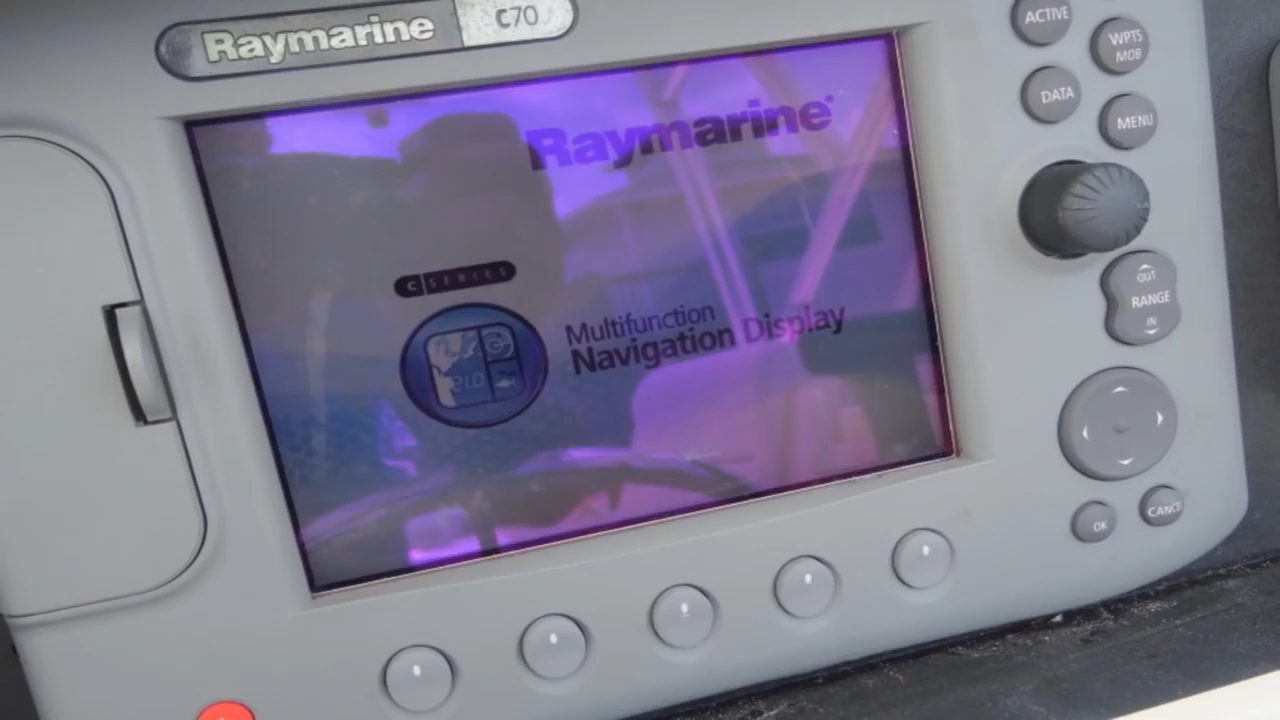 Raymarine C70
ACTIVE
WPTS
MOB
DATA
MENU
Raymarine®
C SERIES
Multifunction
Navigation Display
OUT
RANGE
IN
OK
CANCEL